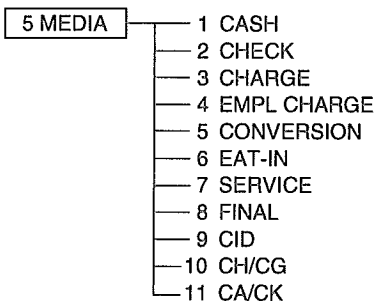 5 MEDIA
1 CASH
2 CHECK
3 CHARGE
4 EMPL CHARGE
5 CONVERSION
6 EAT-IN
7 SERVICE
8 FINAL
9 CID
10 CH/CG
11 CA/CK